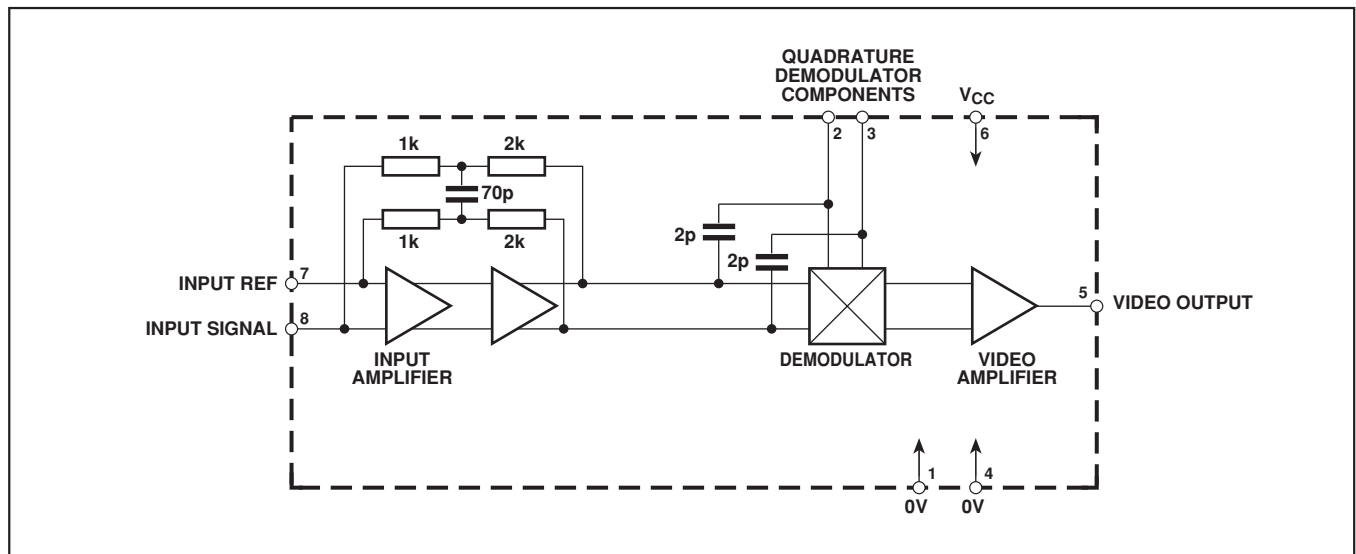 QUADRATURE
DEMODULATOR
COMPONENTS
VCC
2 3 6
1k 2k
70p
1k 2k
2p
2p
INPUT REF 7
INPUT SIGNAL 8
5 VIDEO OUTPUT
INPUT
AMPLIFIER
DEMODULATOR
VIDEO
AMPLIFIER
1 4
0V 0V